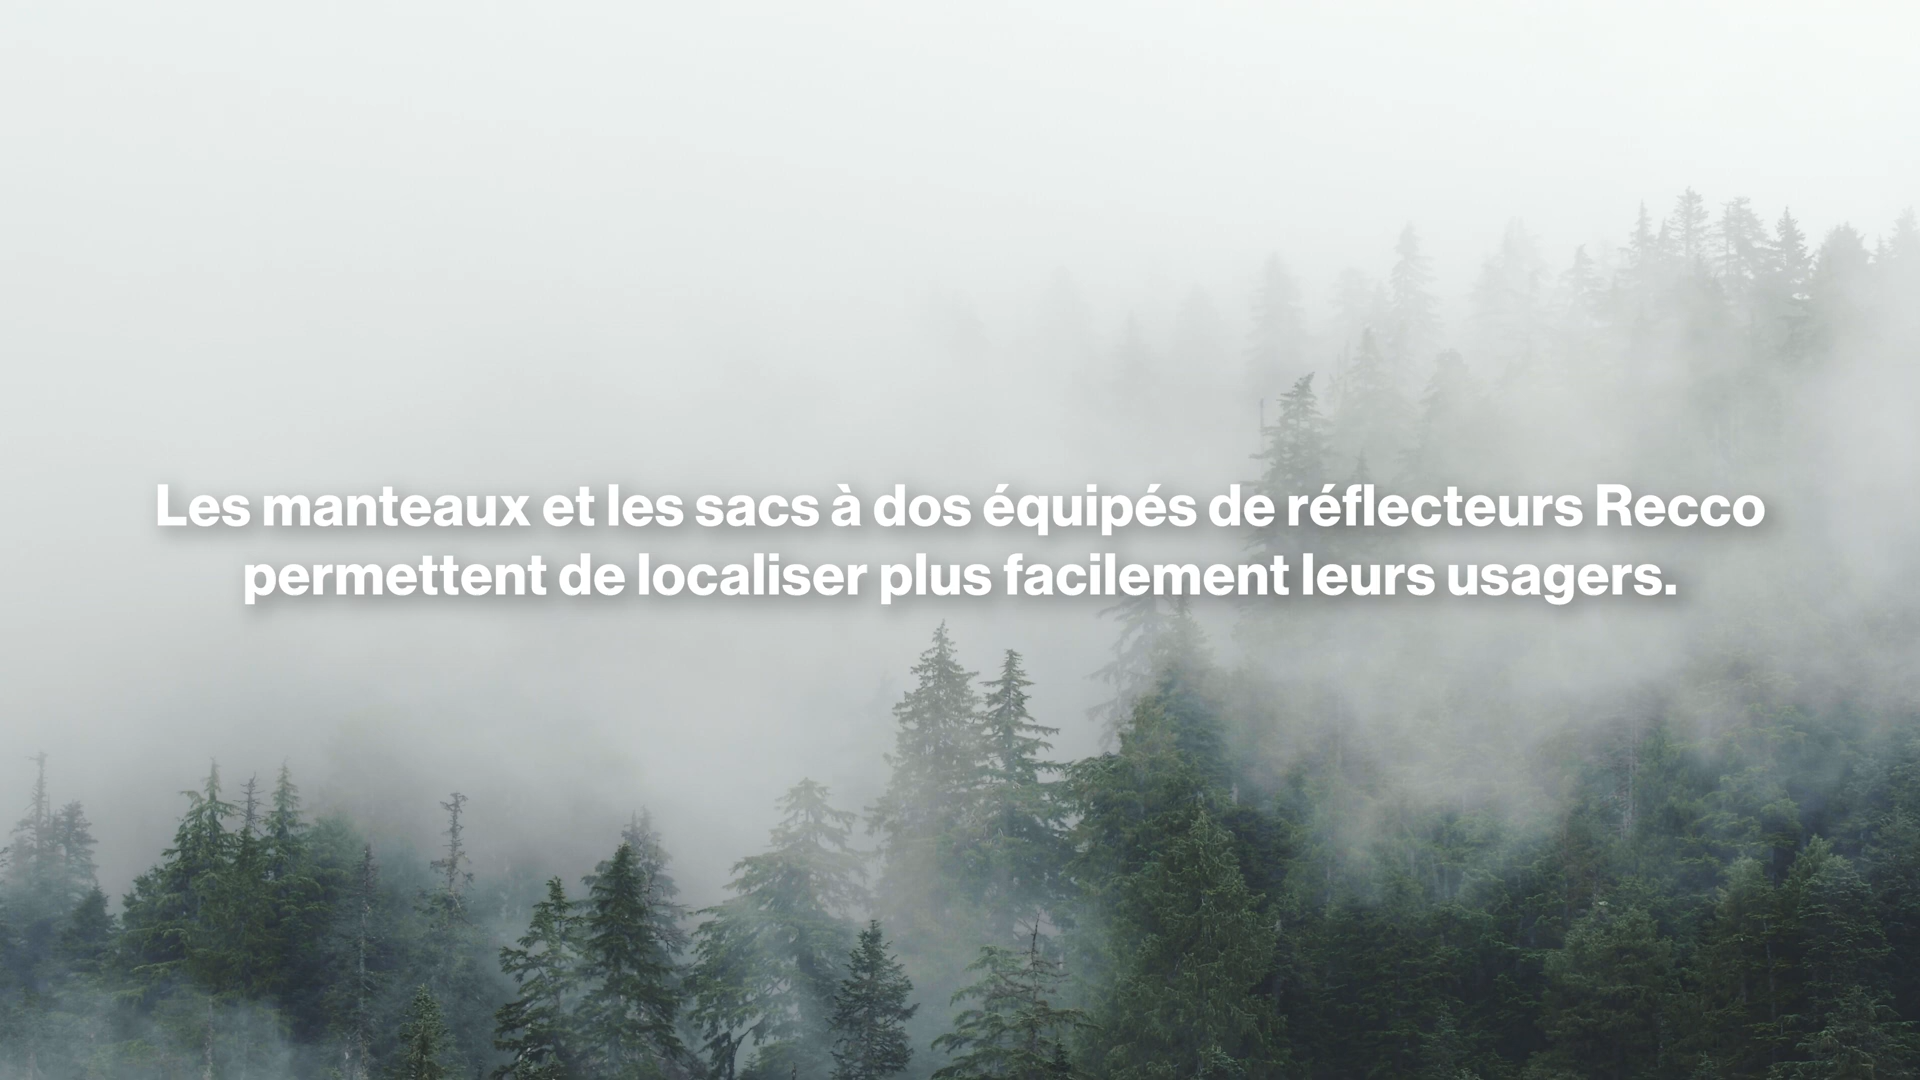 Les manteaux et les sacs à dos équipés de réflecteurs Recco
permettent de localiser plus facilement leurs usagers.